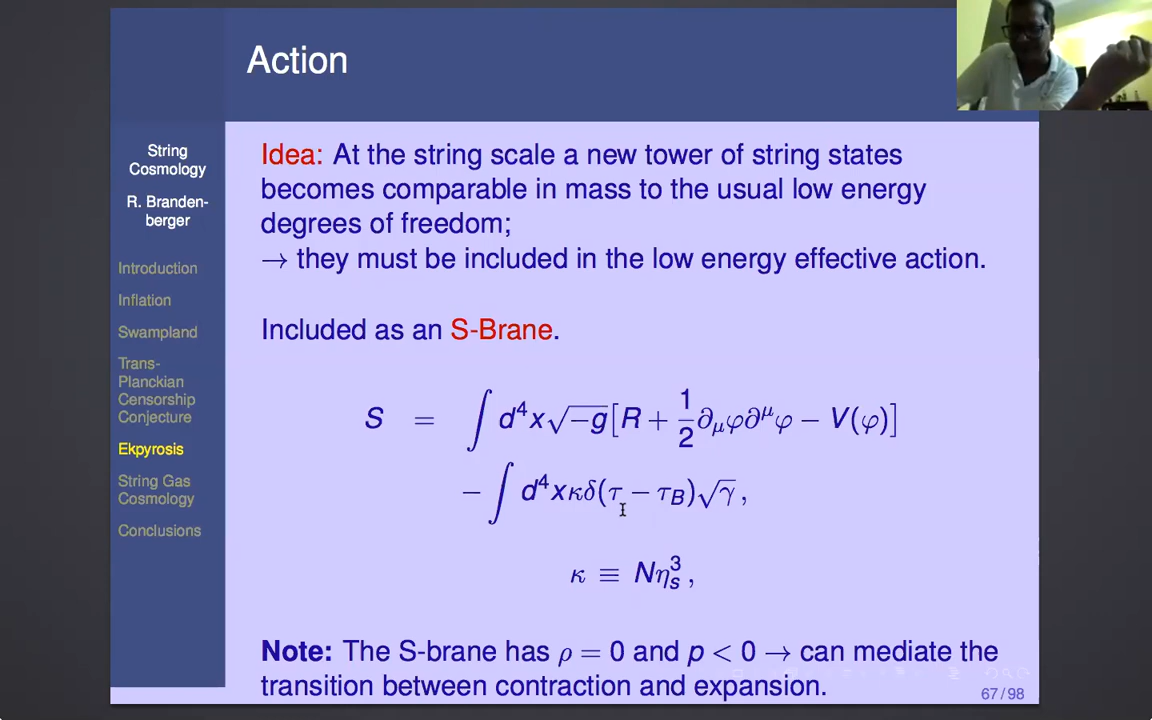 Action
String
Cosmology
R. Branden-
berger
Introduction
Inflation
Swampland
Trans-
Planckian
Censorship
Conjecture
Ekpyrosis
String Gas
Cosmology
Conclusions
Idea: At the string scale a new tower of string states
becomes comparable in mass to the usual low energy
degrees of freedom;
→ they must be included in the low energy effective action.
Included as an S-Brane.
S = ∫ d⁴x√−g[R + 1/2 ∂_μφ∂^μφ − V(φ)]
− ∫ d⁴xκδ(τ − τ_B)√γ,
κ ≡ Nη_s³,
Note: The S-brane has ρ = 0 and p < 0 → can mediate the
transition between contraction and expansion.
67 / 98